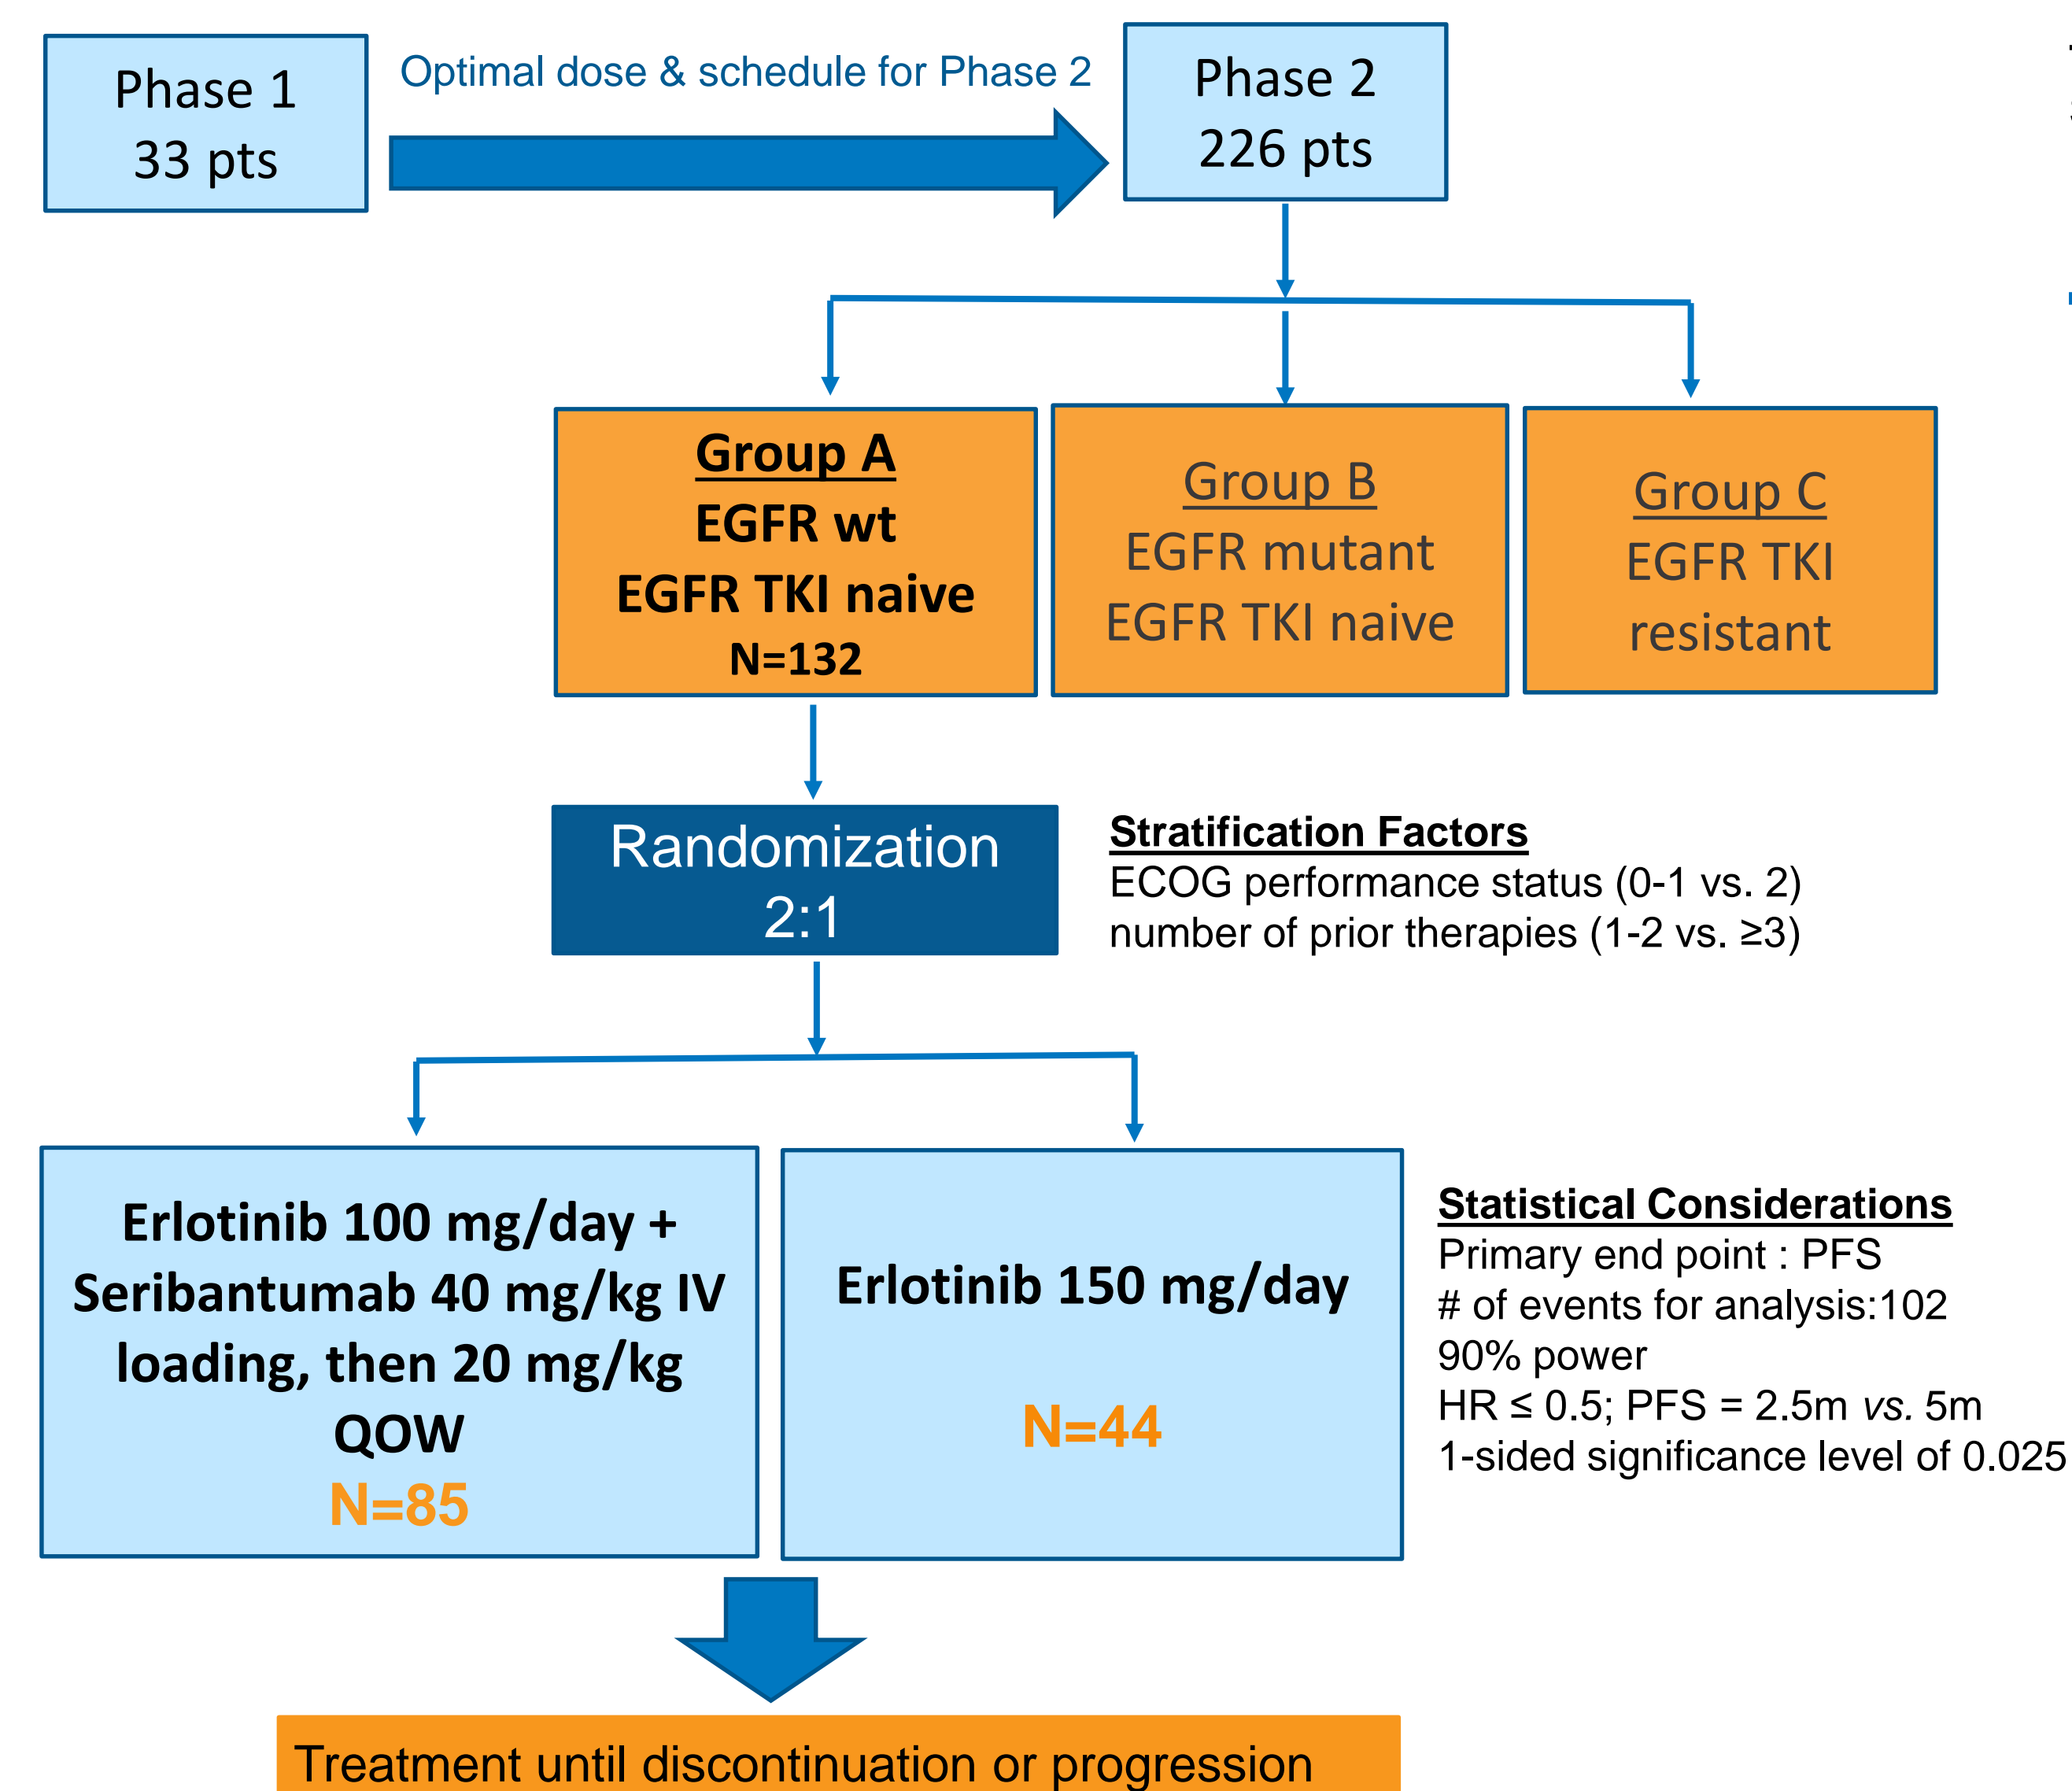 Phase 1
33 pts
Optimal dose & schedule for Phase 2
Phase 2
226 pts
Group A
EGFR wt
EGFR TKI naive
N=132
Group B
EGFR mutant
EGFR TKI naive
Group C
EGFR TKI
resistant
Randomization
2:1
Stratification Factors
ECOG performance status (0-1 vs. 2)
number of prior therapies (1-2 vs. ≥3)
Erlotinib 100 mg/day +
Seribantumab 40 mg/kg IV
loading, then 20 mg/kg
QOW
N=85
Erlotinib 150 mg/day
N=44
Statistical Considerations
Primary end point : PFS
# of events for analysis:102
90% power
HR ≤ 0.5; PFS = 2.5m vs. 5m
1-sided significance level of 0.025
Treatment until discontinuation or progression